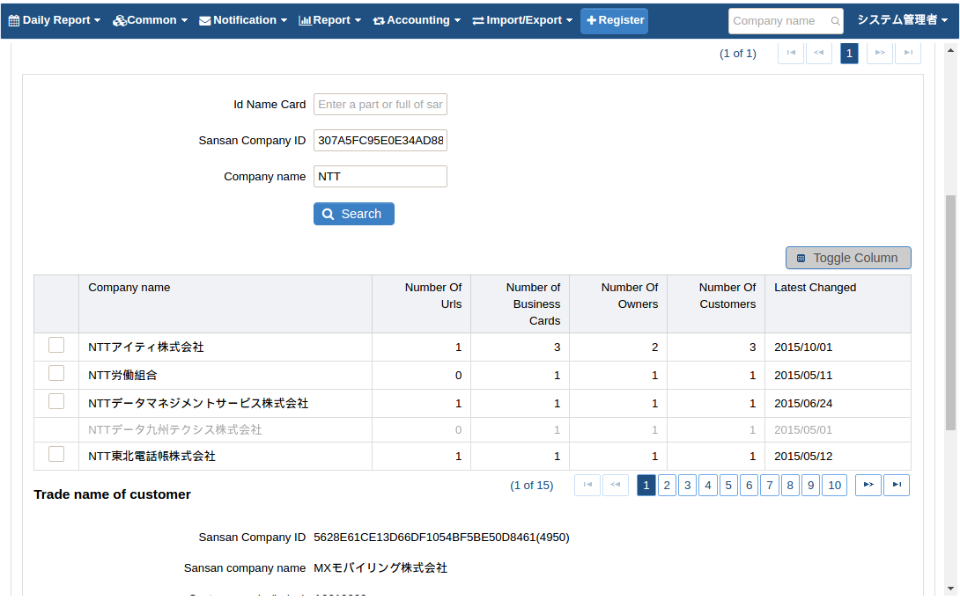 Daily Report Common Notification Report Accounting Import/Export Register Company name システム管理者
(1 of 1) 1
Id Name Card Enter a part or full of sar
Sansan Company ID 307A5FC95E0E34AD88
Company name NTT
Search
Toggle Column
Company name Number Of Urls Number of Business Cards Number Of Owners Number Of Customers Latest Changed
NTTアイティ株式会社 1 3 2 3 2015/10/01
NTT労働組合 0 1 1 1 2015/05/11
NTTデータマネジメントサービス株式会社 1 1 1 1 2015/06/24
NTTデータ九州テクシス株式会社 0 1 1 1 2015/05/01
NTT東北電話帳株式会社 1 1 1 1 2015/05/12
(1 of 15) 1 2 3 4 5 6 7 8 9 10
Trade name of customer
Sansan Company ID 5628E61CE13D66DF1054BF5BE50D8461(4950)
Sansan company name MXモバイリング株式会社